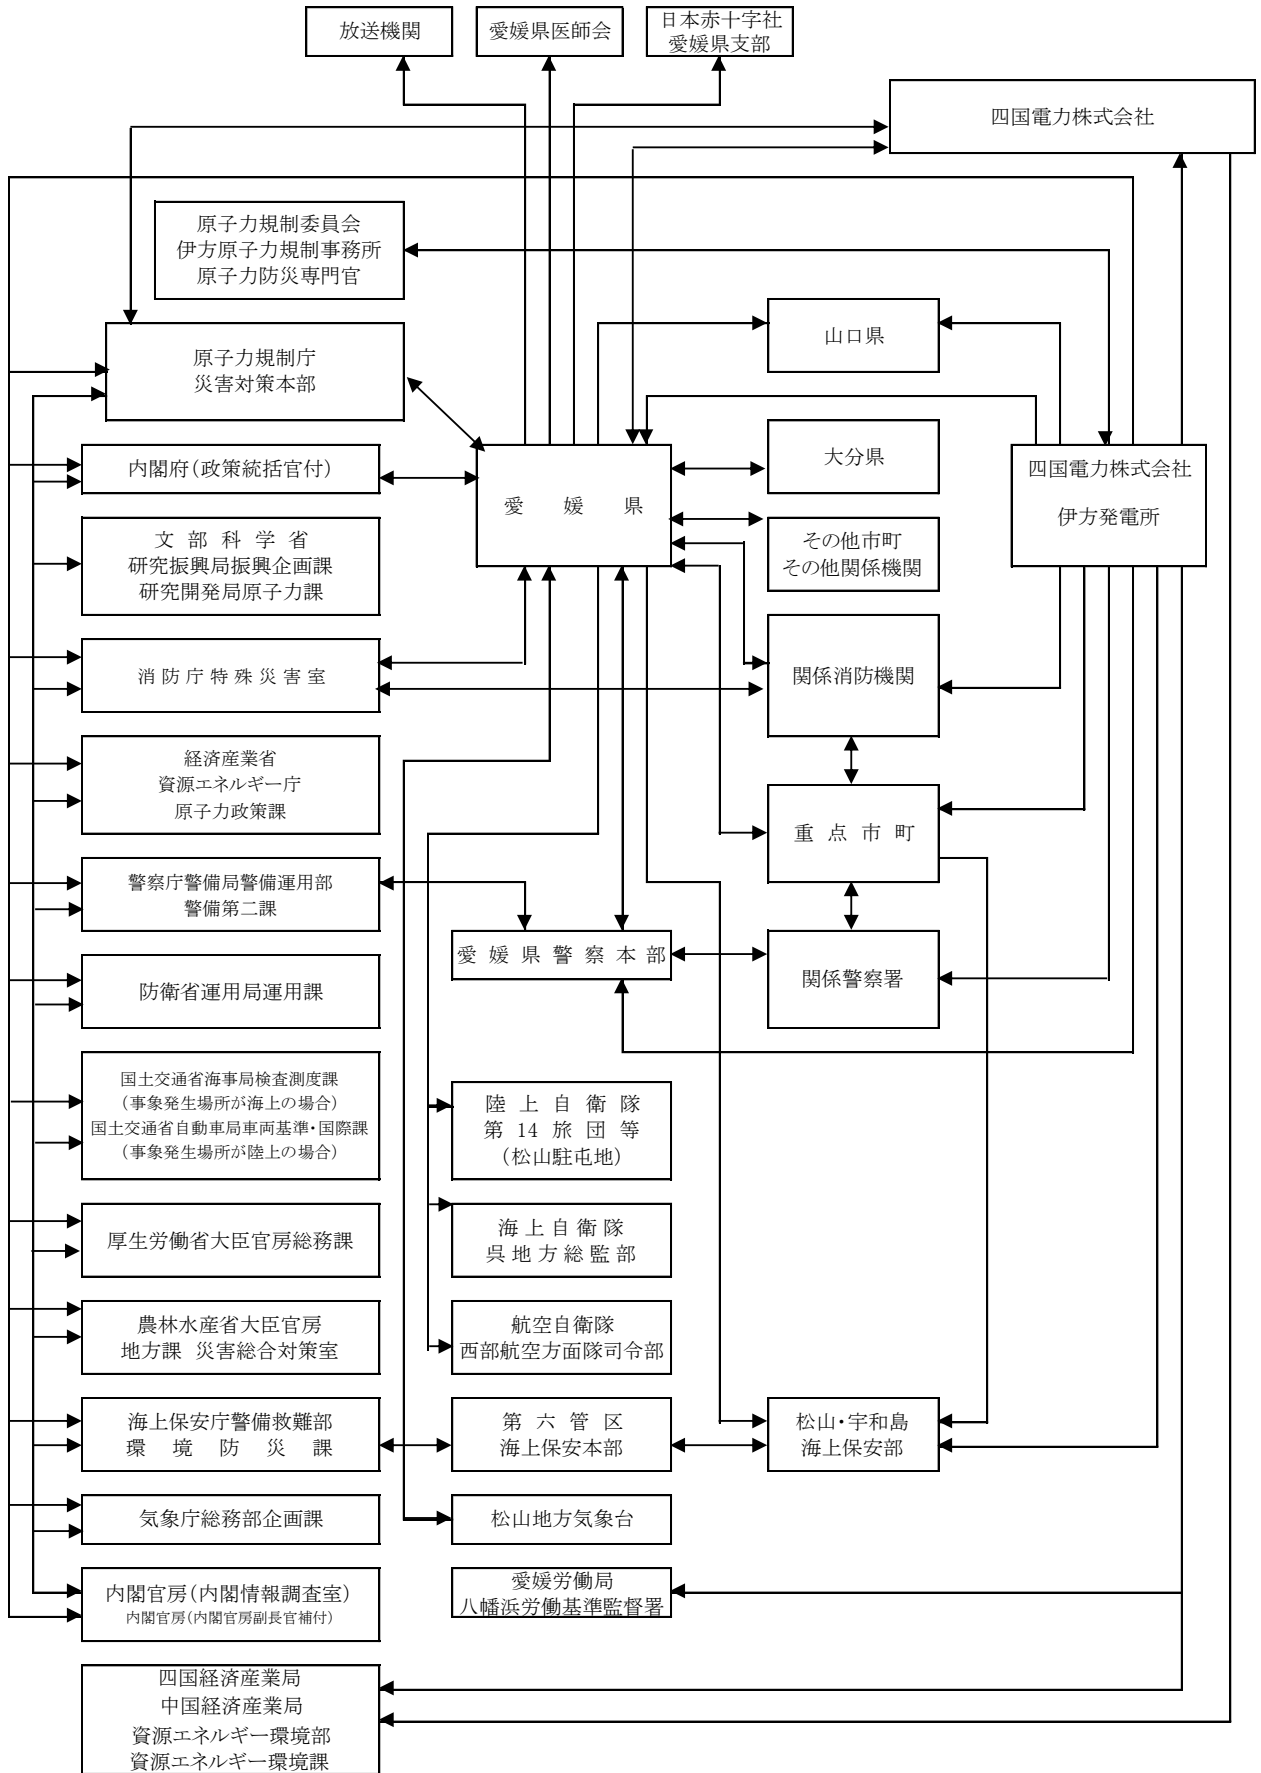 放送機関
愛媛県医師会
日本赤十字社
愛媛県支部
四国電力株式会社
原子力規制委員会
伊方原子力規制事務所
原子力防災専門官
山口県
原子力規制庁
災害対策本部
大分県
内閣府(政策統括官付)
愛　媛　県
四国電力株式会社
伊方発電所
文部科学省
研究振興局振興企画課
研究開発局原子力課
その他市町
その他関係機関
消防庁特殊災害室
関係消防機関
経済産業省
資源エネルギー庁
原子力政策課
重点市町
警察庁警備局警備運用部
警備第二課
愛媛県警察本部
関係警察署
防衛省運用局運用課
国土交通省海事局検査測度課
(事象発生場所が海上の場合)
国土交通省自動車局車両基準・国際課
(事象発生場所が陸上の場合)
陸上自衛隊
第14旅団等
(松山駐屯地)
厚生労働省大臣官房総務課
海上自衛隊
呉地方総監部
農林水産省大臣官房
地方課 災害総合対策室
航空自衛隊
西部航空方面隊司令部
海上保安庁警備救難部
環境防災課
第六管区
海上保安本部
松山・宇和島
海上保安部
気象庁総務部企画課
松山地方気象台
内閣官房(内閣情報調査室)
内閣官房(内閣官房副長官補付)
愛媛労働局
八幡浜労働基準監督署
四国経済産業局
中国経済産業局
資源エネルギー環境部
資源エネルギー環境課